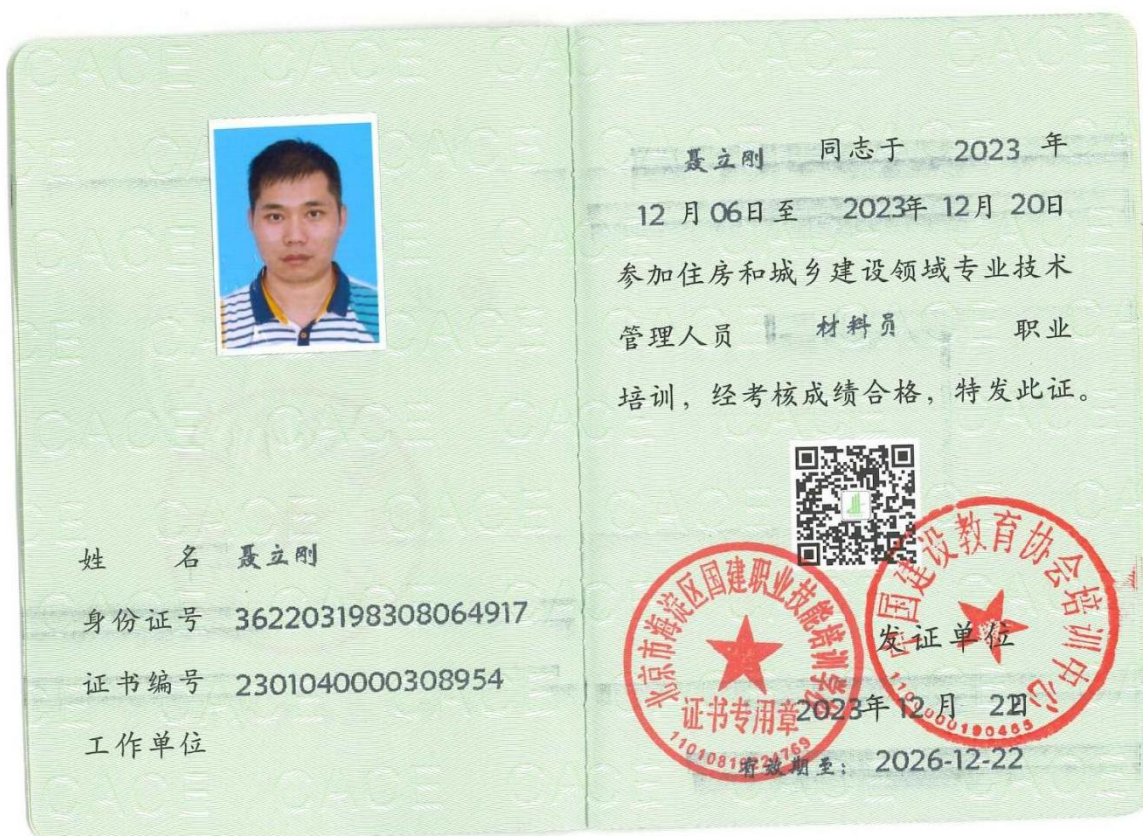 姓 名 聂立刚
身份证号 362203198308064917
证书编号 2301040000308954
工作单位
聂立刚 同志于 2023 年
12 月 06日至 2023年 12月 20日
参加住房和城乡建设领域专业技术
管理人员 材料员 职业
培训，经考核成绩合格，特发此证。
北京市海淀区国建职业技能培训学校
证书专用章
中国建设教育协会培训中心
发证单位
2023年 12 月 22日
有效期至： 2026-12-22
CACE